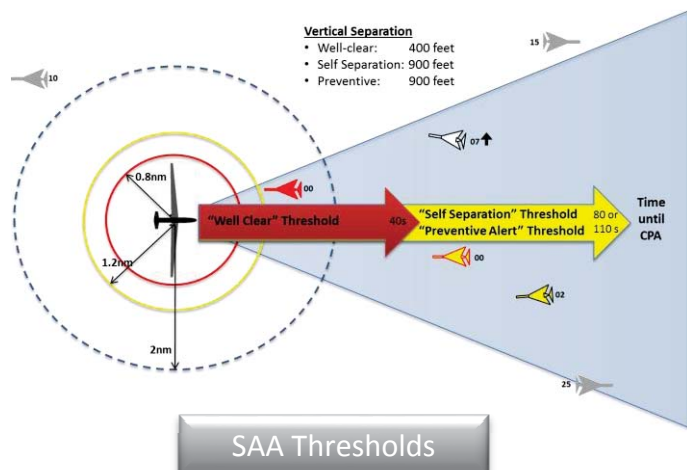 Vertical Separation
• Well-clear: 400 feet
• Self Separation: 900 feet
• Preventive: 900 feet
10
15
07
0.8nm
00
"Well Clear" Threshold
40s
"Self Separation" Threshold
"Preventive Alert" Threshold
80 or
110 s
Time
until
CPA
1.2nm
00
02
2nm
25
SAA Thresholds